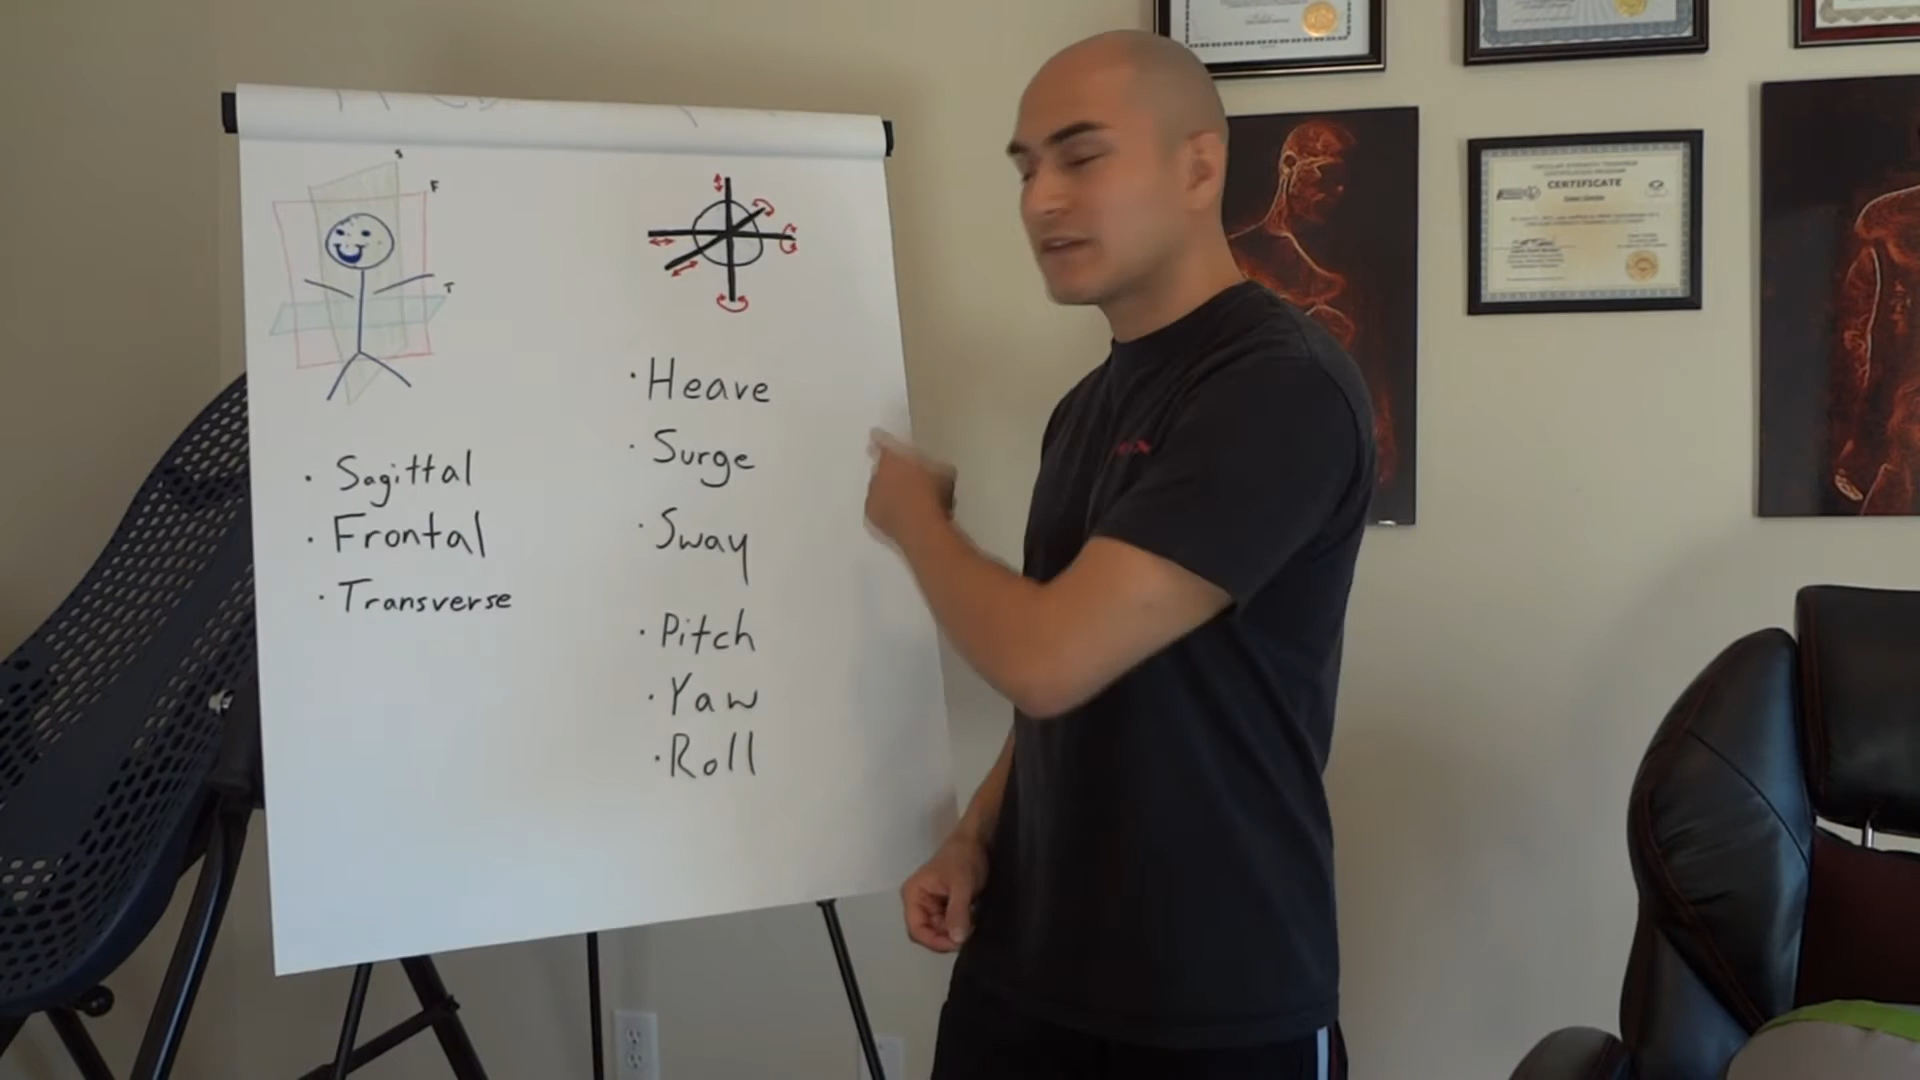 S
F
T
· Sagittal
· Frontal
· Transverse
· Heave
· Surge
· Sway
· Pitch
· Yaw
· Roll
CERTIFICATE